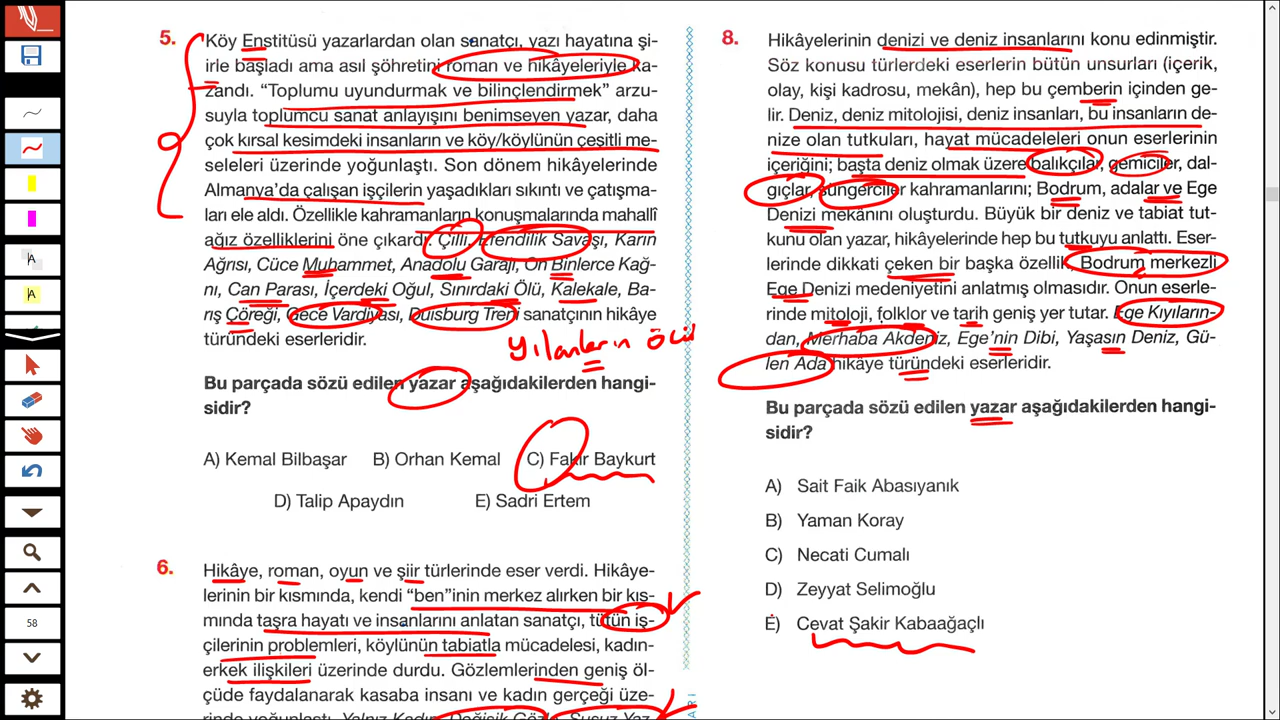 5. Köy Enstitüsü yazarlardan olan sanatçı, yazı hayatına şi-
irle başladı ama asıl şöhretini roman ve hikâyeleriyle ka-
zandı. “Toplumu uyundurmak ve bilinçlendirmek” arzu-
suyla toplumcu sanat anlayışını benimseyen yazar, daha
çok kırsal kesimdeki insanların ve köy/köylünün çeşitli me-
seleleri üzerinde yoğunlaştı. Son dönem hikâyelerinde
Almanya’da çalışan işçilerin yaşadıkları sıkıntı ve çatışma-
ları ele aldı. Özellikle kahramanların konuşmalarında mahallî
ağız özelliklerini öne çıkardı. Çilli, Efendilik Savaşı, Karın
Ağrısı, Cüce Muhammet, Anadolu Garajı, On Binlerce Kağ-
nı, Can Parası, İçerdeki Oğul, Sınırdaki Ölü, Kalekale, Ba-
rış Çöreği, Gece Vardiyası, Duisburg Treni sanatçının hikâye
türündeki eserleridir.
yılanların öcü
Bu parçada sözü edilen yazar aşağıdakilerden hangi-
sidir?
A) Kemal Bilbaşar B) Orhan Kemal C) Fakir Baykurt
D) Talip Apaydın E) Sadri Ertem
6. Hikâye, roman, oyun ve şiir türlerinde eser verdi. Hikâye-
lerinin bir kısmında, kendi “ben”inin merkez alırken bir kıs-
mında taşra hayatı ve insanlarını anlatan sanatçı, tütün iş-
çilerinin problemleri, köylünün tabiatla mücadelesi, kadın-
erkek ilişkileri üzerinde durdu. Gözlemlerinden geniş öl-
çüde faydalanarak kasaba insanı ve kadın gerçeği üze-
rinde yoğunlaştı. Yalnız Kadın, Değişik Gözle, Susuz Yaz,
8. Hikâyelerinin denizi ve deniz insanlarını konu edinmiştir.
Söz konusu türlerdeki eserlerin bütün unsurları (içerik,
olay, kişi kadrosu, mekân), hep bu çemberin içinden ge-
lir. Deniz, deniz mitolojisi, deniz insanları, bu insanların de-
nize olan tutkuları, hayat mücadeleleri onun eserlerinin
içeriğini; başta deniz olmak üzere balıkçılar, gemiciler, dal-
gıçlar, süngerciler kahramanlarını; Bodrum, adalar ve Ege
Denizi mekânını oluşturdu. Büyük bir deniz ve tabiat tut-
kunu olan yazar, hikâyelerinde hep bu tutkuyu anlattı. Eser-
lerinde dikkati çeken bir başka özellik, Bodrum merkezli
Ege Denizi medeniyetini anlatmış olmasıdır. Onun eserle-
rinde mitoloji, folklor ve tarih geniş yer tutar. Ege Kıyıların-
dan, Merhaba Akdeniz, Ege’nin Dibi, Yaşasın Deniz, Gü-
len Ada hikâye türündeki eserleridir.
Bu parçada sözü edilen yazar aşağıdakilerden hangi-
sidir?
A) Sait Faik Abasıyanık
B) Yaman Koray
C) Necati Cumalı
D) Zeyyat Selimoğlu
E) Cevat Şakir Kabaağaçlı
A
A
58